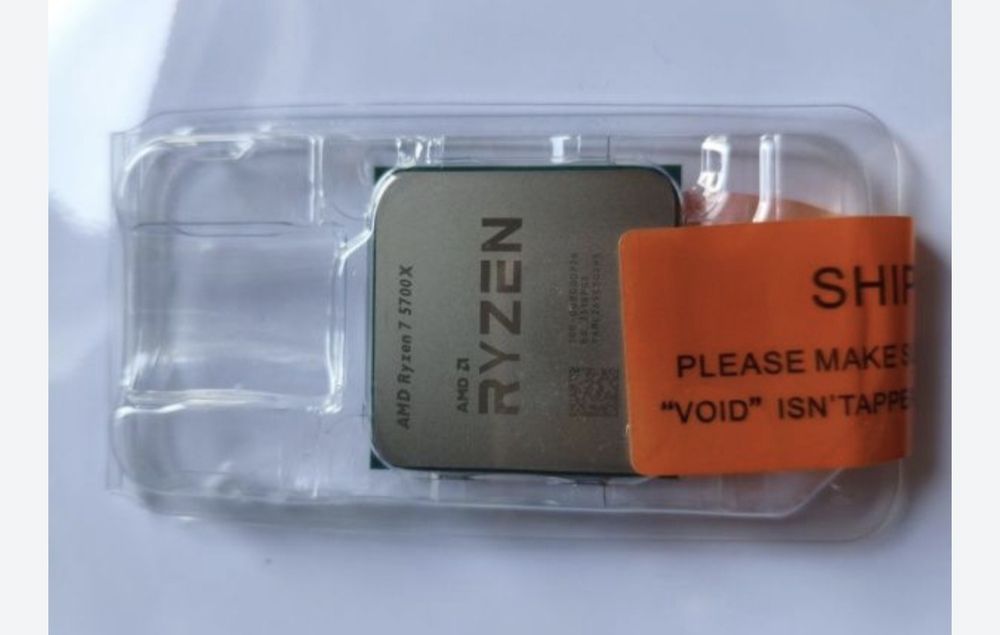 AMD Ryzen 7 5700X
AMD
RYZEN
SHIP
PLEASE MAKE S
“VOID” ISN'TAPPE